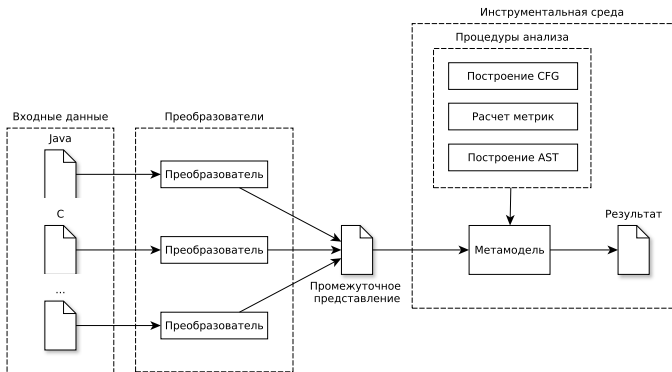 Инструментальная среда
Процедуры анализа
Построение CFG
Расчет метрик
Построение AST
Входные данные
Преобразователи
Java
Преобразователь
C
Преобразователь
...
Преобразователь
Промежуточное
представление
Метамодель
Результат